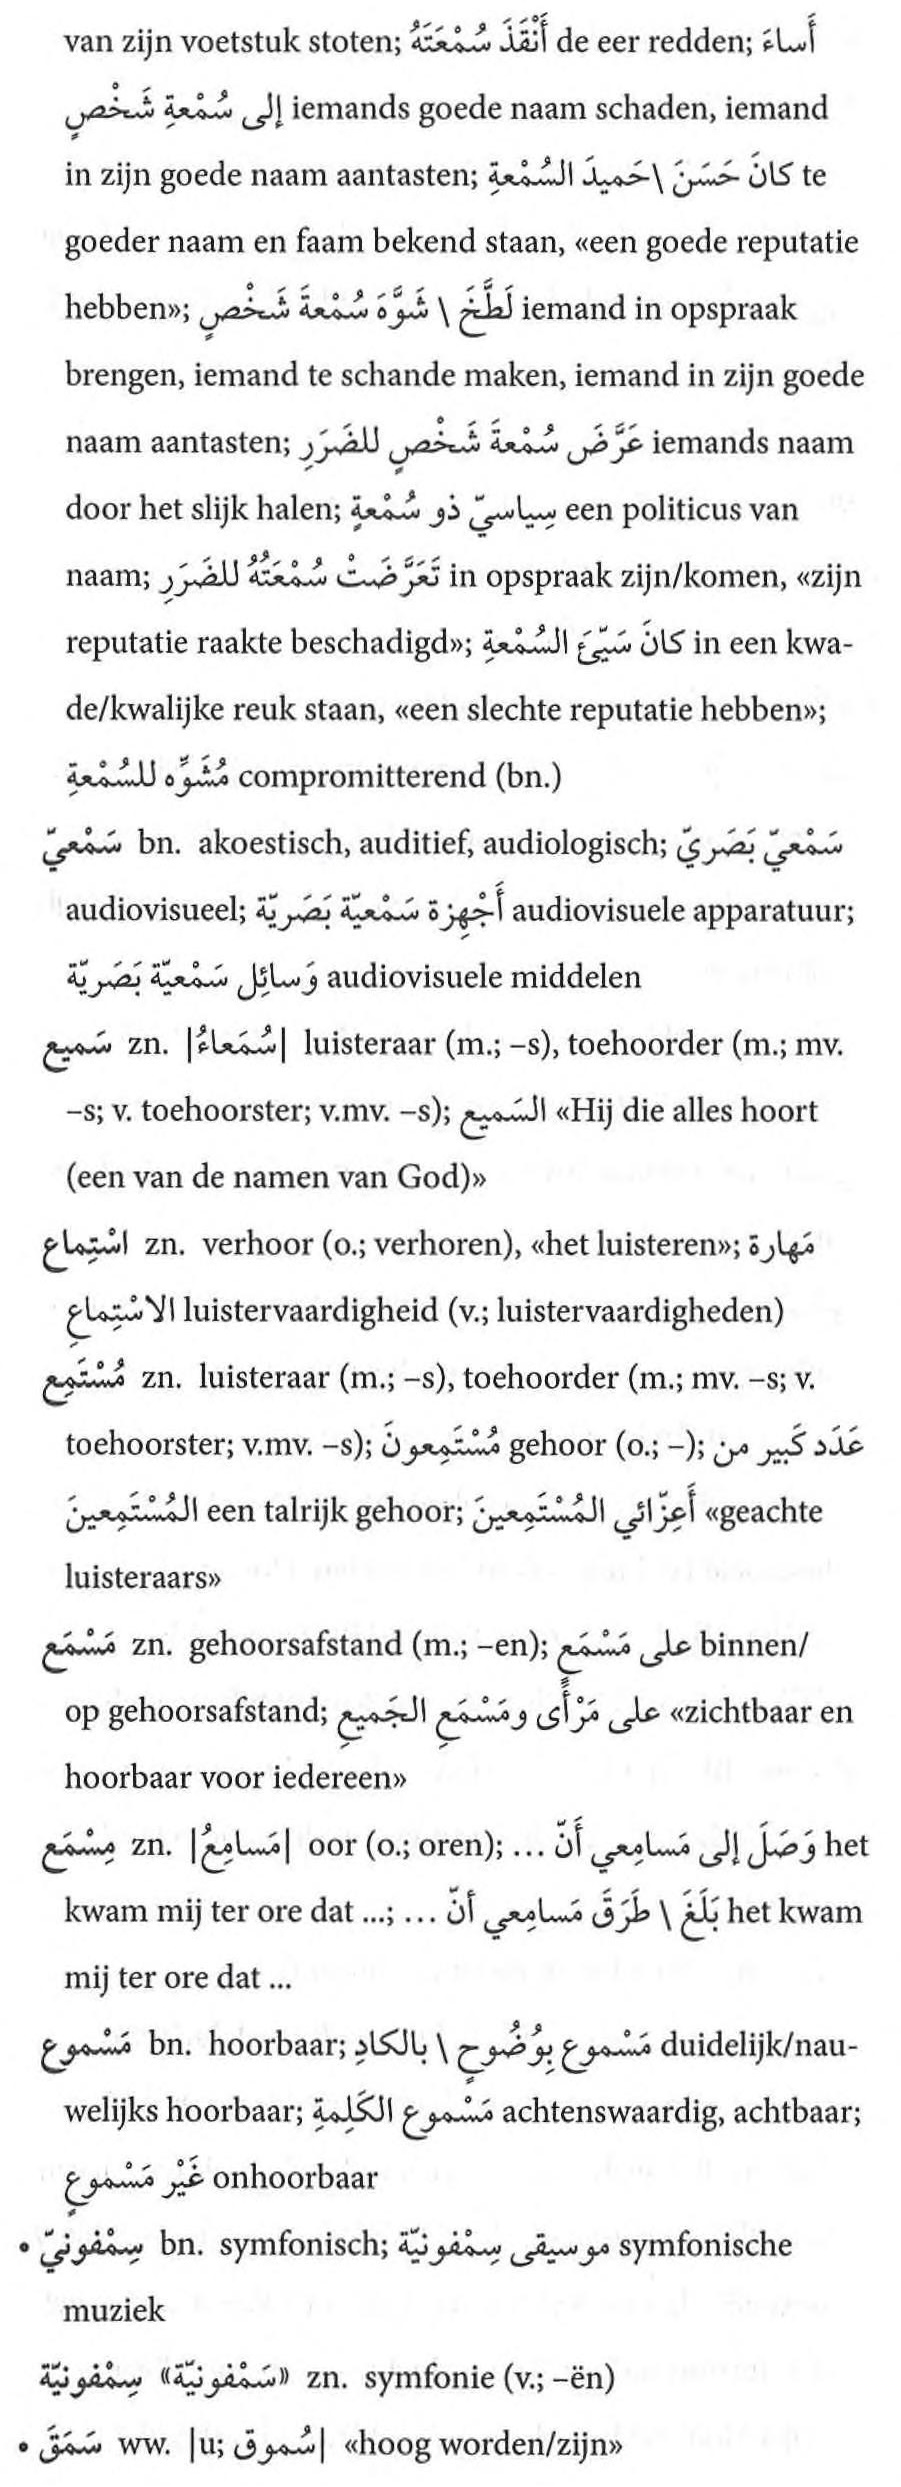 van zijn voetstuk stoten; أَنْقَذَ سُمْعَتَهُ de eer redden; أَساءَ
إلى سُمْعةِ شَخْصٍ iemands goede naam schaden, iemand
in zijn goede naam aantasten; كانَ حَسَنَ \ حَميدَ السُمْعةِ te
goeder naam en faam bekend staan, «een goede reputatie
hebben»; لَطَّخَ \ شَوَّهَ سُمْعةَ شَخْصٍ iemand in opspraak
brengen, iemand te schande maken, iemand in zijn goede
naam aantasten; عَرَّضَ سُمْعةَ شَخْصٍ للضَرَرِ iemands naam
door het slijk halen; سِياسيّ ذو سُمْعةٍ een politicus van
naam; تَعَرَّضَتْ سُمْعَتُهُ للضَرَرِ in opspraak zijn/komen, «zijn
reputatie raakte beschadigd»; كانَ سَيّئَ السُمْعةِ in een kwa-
de/kwalijke reuk staan, «een slechte reputatie hebben»;
مُشَوِّه للسُمْعةِ compromitterend (bn.)
سَمْعيّ bn. akoestisch, auditief, audiologisch; سَمْعيّ بَصَريّ
audiovisueel; أَجْهِزة سَمْعيّة بَصَريّة audiovisuele apparatuur;
وَسائِل سَمْعيّة بَصَريّة audiovisuele middelen
سَميع zn. |سُمَعاءُ| luisteraar (m.; –s), toehoorder (m.; mv.
–s; v. toehoorster; v.mv. –s); السَميع «Hij die alles hoort
(een van de namen van God)»
اسْتِماع zn. verhoor (o.; verhoren), «het luisteren»; مَهارة
الاسْتِماعِ luistervaardigheid (v.; luistervaardigheden)
مُسْتَمِع zn. luisteraar (m.; –s), toehoorder (m.; mv. –s; v.
toehoorster; v.mv. –s); مُسْتَمِعونَ gehoor (o.; –); عَدَد كَبير من
المُسْتَمِعينَ een talrijk gehoor; أَعِزّائي المُسْتَمِعينَ «geachte
luisteraars»
مَسْمَع zn. gehoorsafstand (m.; –en); على مَسْمَعٍ binnen/
op gehoorsafstand; على مَرْأًى ومَسْمَعِ الجَميعِ «zichtbaar en
hoorbaar voor iedereen»
مِسْمَع zn. |مَسامِعُ| oor (o.; oren); وَصَلَ إلى مَسامِعي أَنّ ... het
kwam mij ter ore dat ...; بَلَغَ \ طَرَقَ مَسامِعي أنّ ... het kwam
mij ter ore dat ...
مَسْموع bn. hoorbaar; مَسْموع بِوُضُوحٍ \ بالكادِ duidelijk/nau-
welijks hoorbaar; مَسْموع الكَلِمةِ achtenswaardig, achtbaar;
غَيْر مَسْموعٍ onhoorbaar
• سِمْفونيّ bn. symfonisch; موسيقى سِمْفونيّة symfonische
muziek
سِمْفونيّة «سَمْفونيّة» zn. symfonie (v.; –ën)
• سَمَقَ ww. |u; سُموق| «hoog worden/zijn»